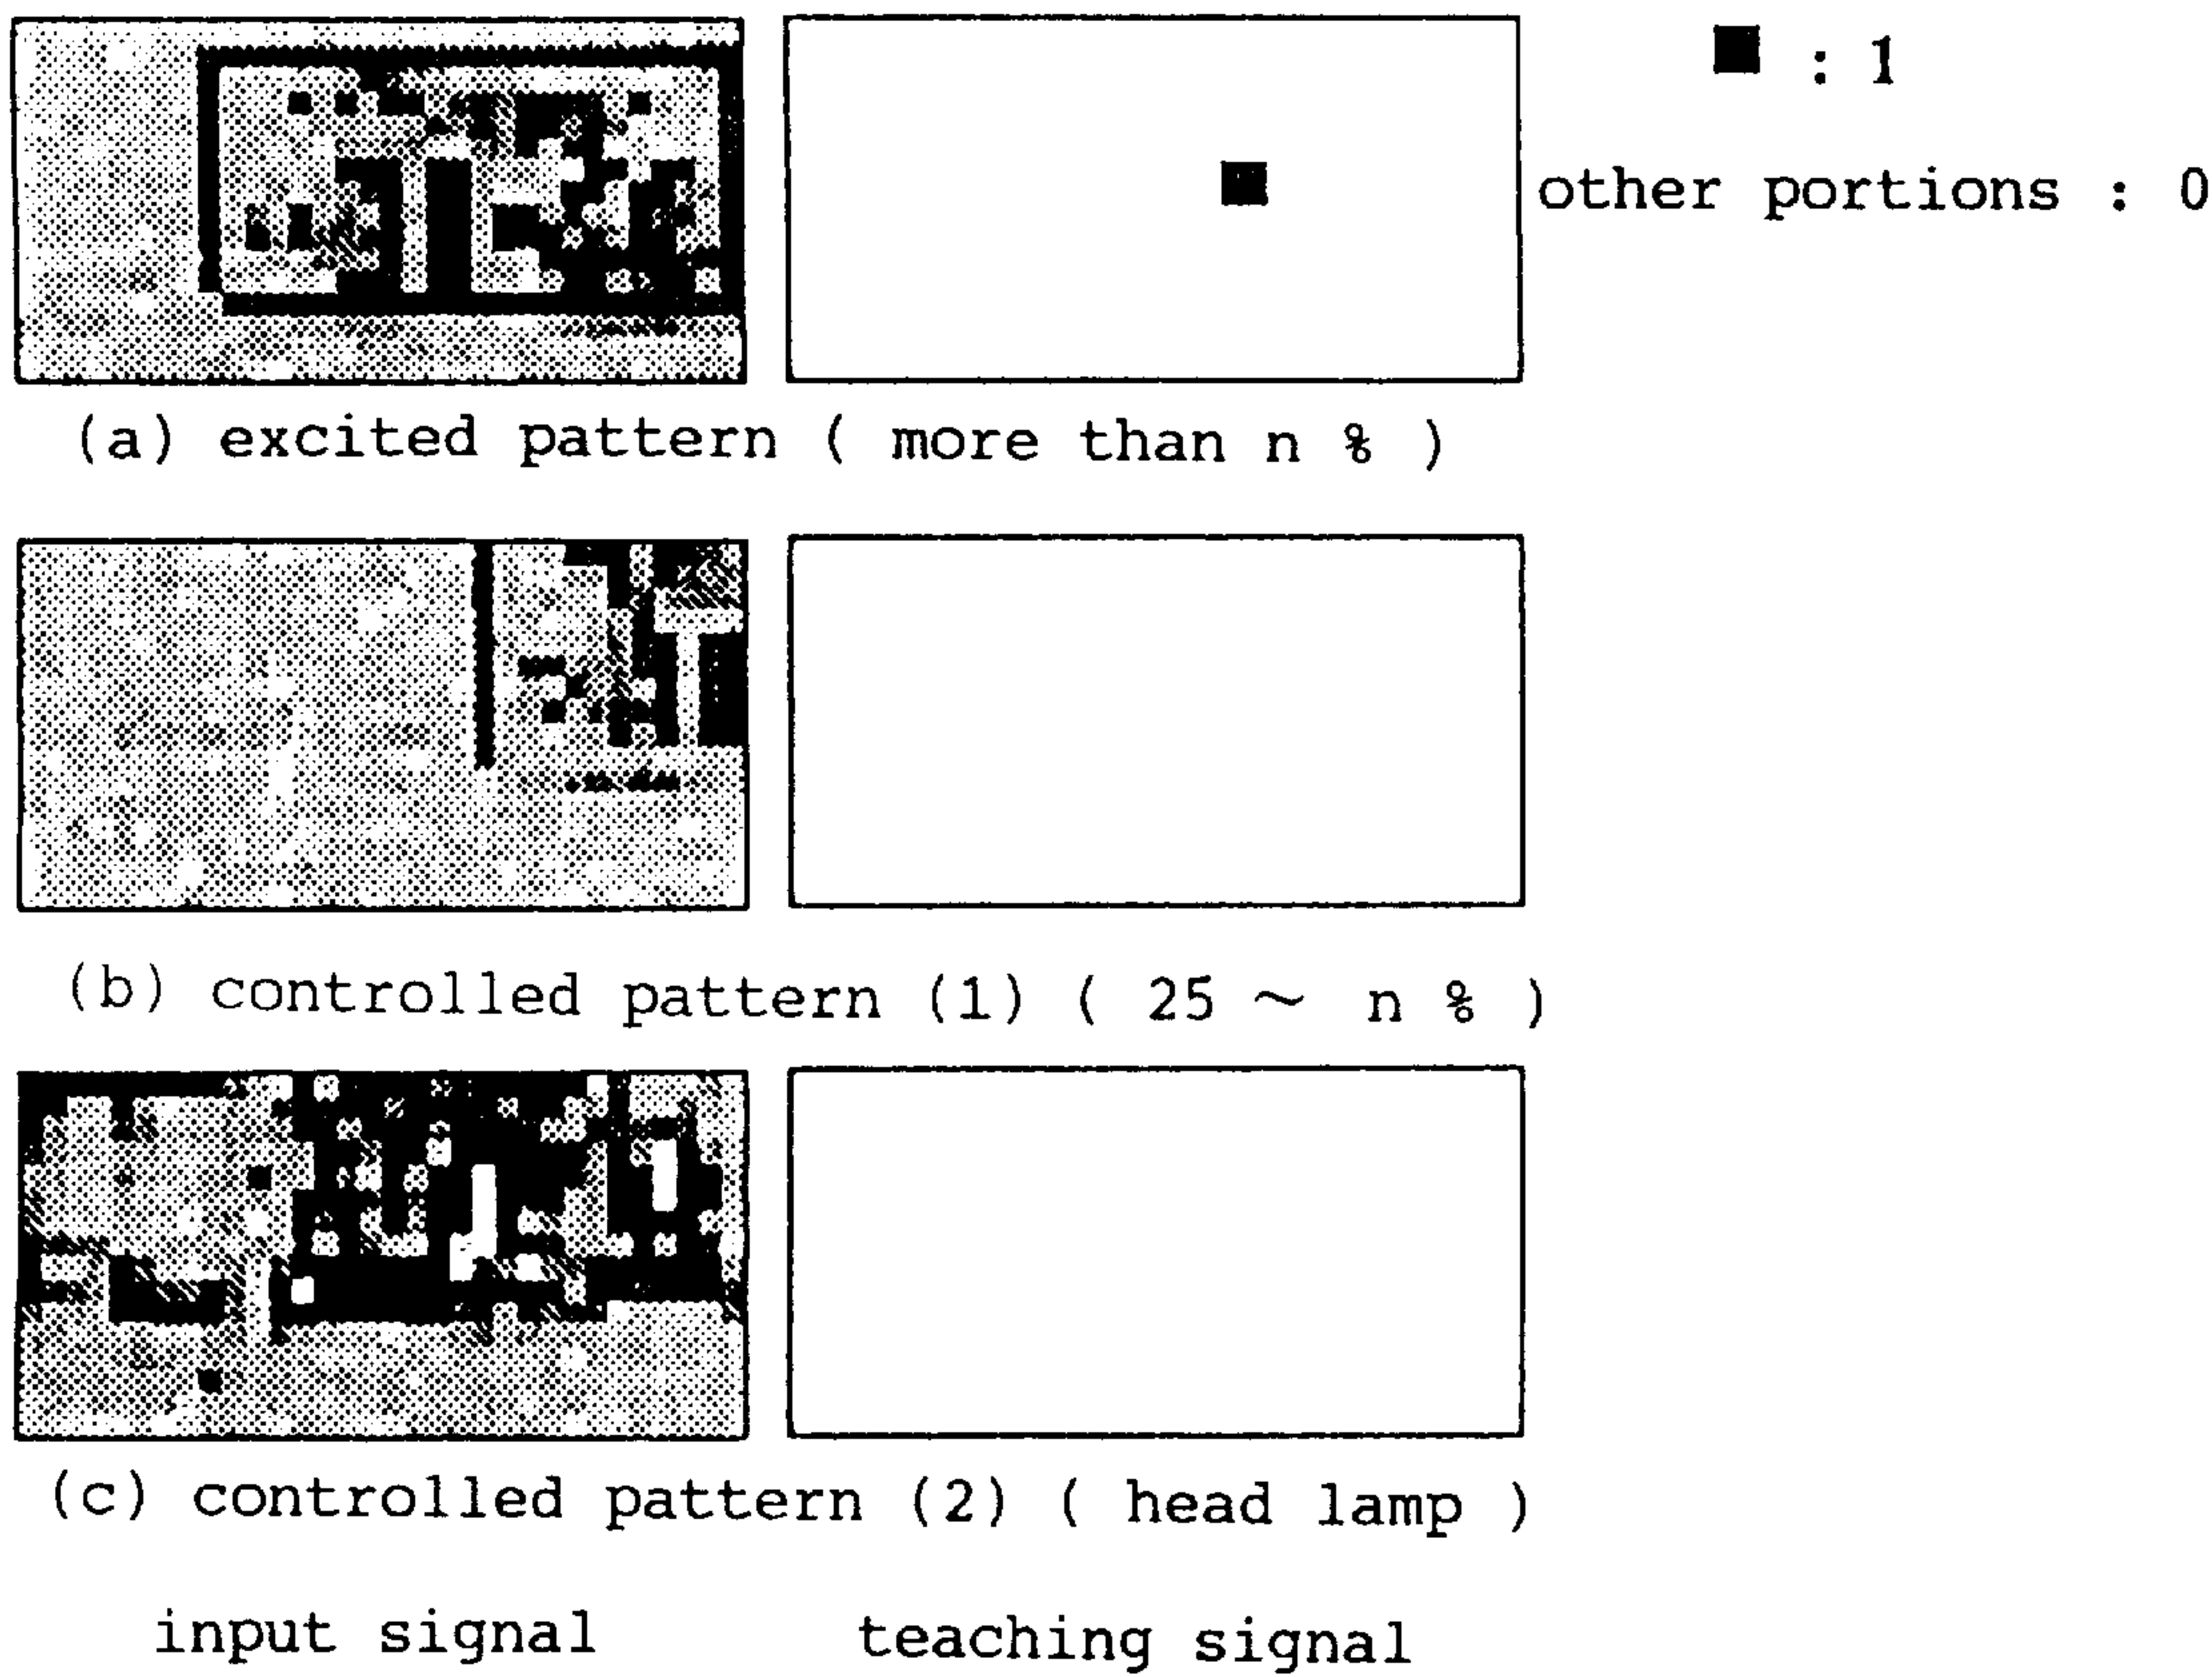 ■ : 1
other portions : 0
(a) excited pattern ( more than n % )
(b) controlled pattern (1) ( 25 ~ n % )
(c) controlled pattern (2) ( head lamp )
input signal
teaching signal